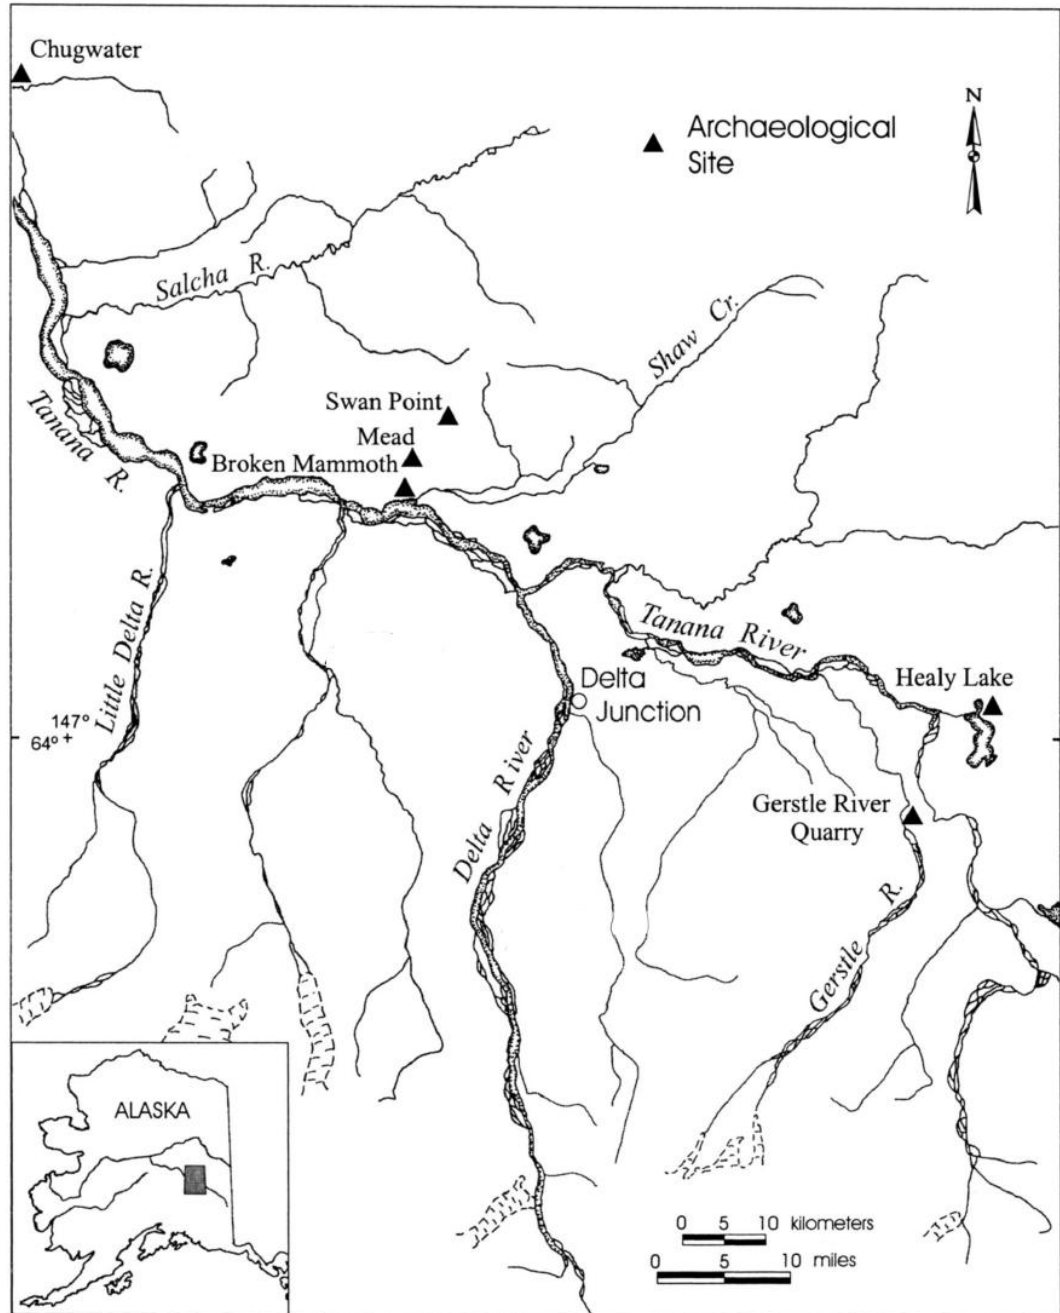 Chugwater
N
Archaeological
Site
Salcha R.
Shaw Cr.
Swan Point
Tanana R.
Mead
Broken Mammoth
Little Delta R.
Tanana River
Healy Lake
Delta
Junction
147°
64°+
Delta River
Gerstle River
Quarry
Gerstle R.
ALASKA
0 5 10 kilometers
0 5 10 miles